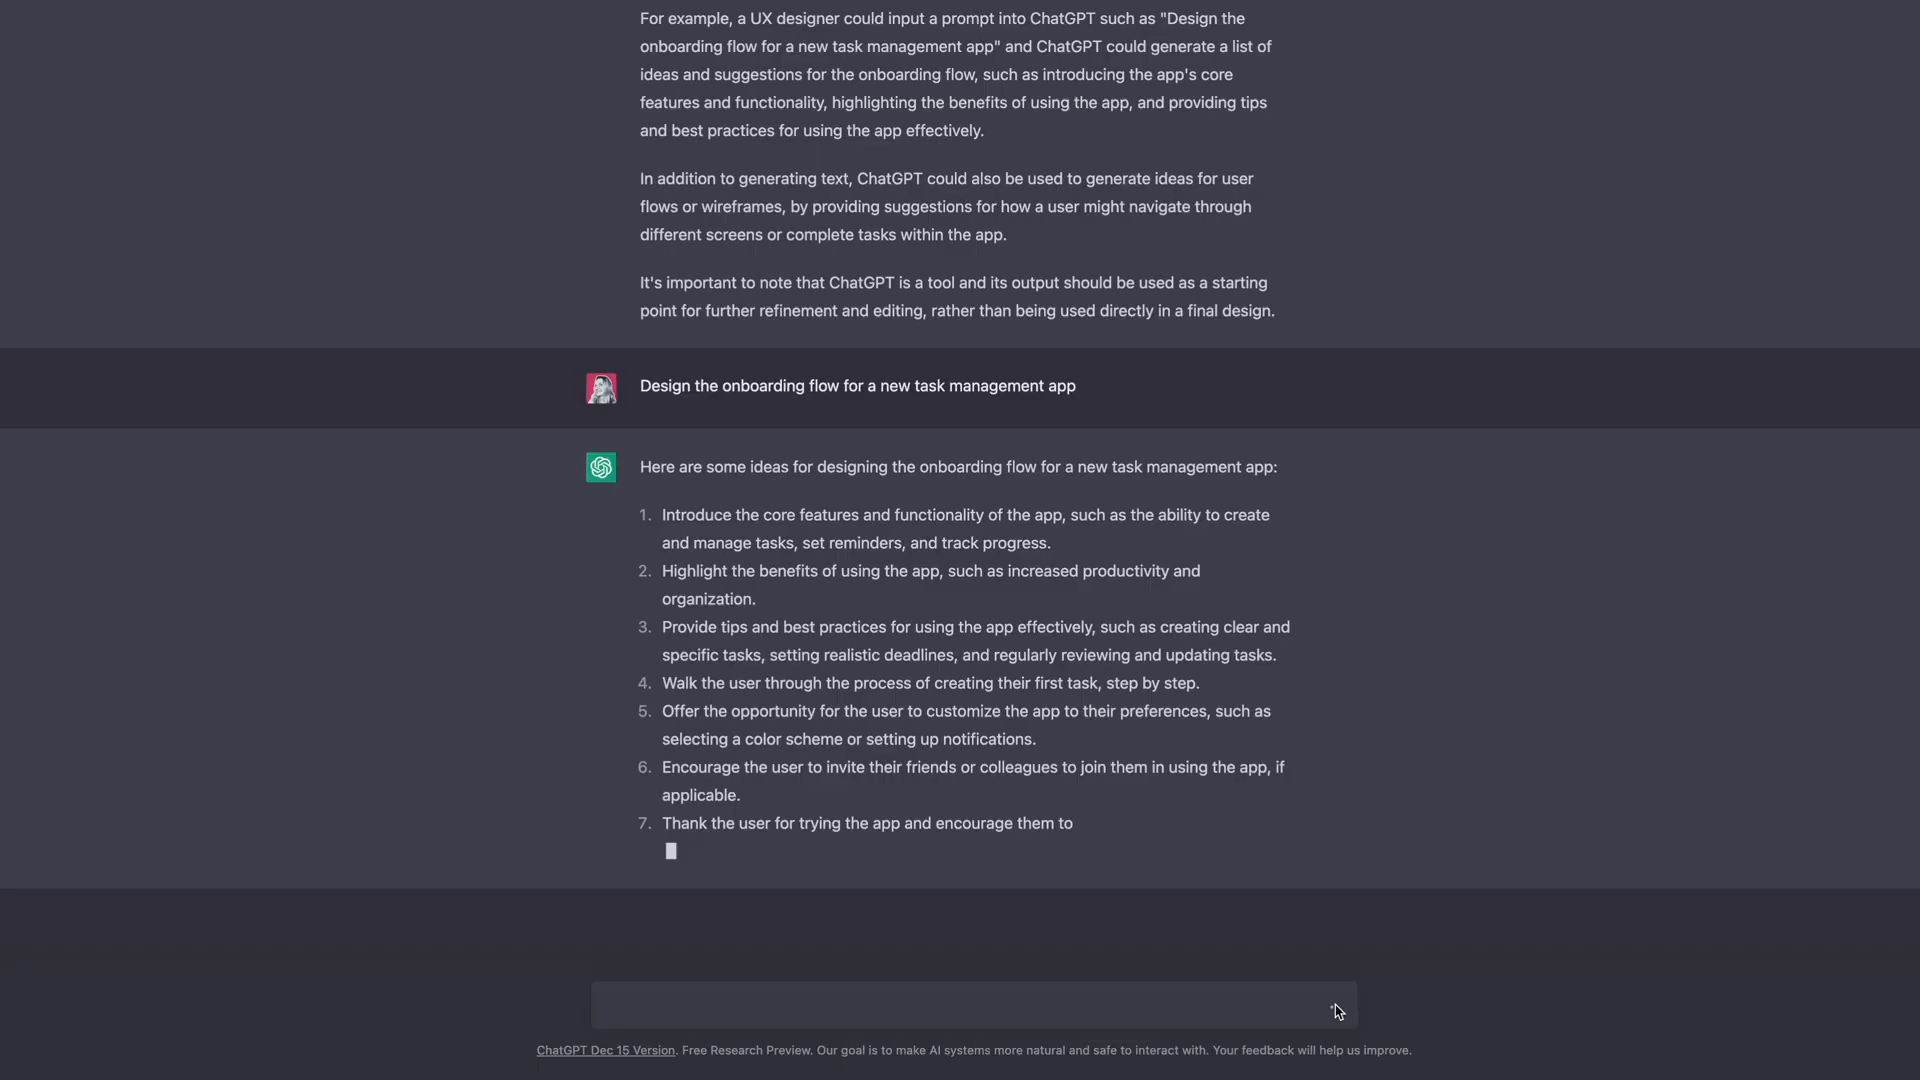 For example, a UX designer could input a prompt into ChatGPT such as "Design the
onboarding flow for a new task management app" and ChatGPT could generate a list of
ideas and suggestions for the onboarding flow, such as introducing the app's core
features and functionality, highlighting the benefits of using the app, and providing tips
and best practices for using the app effectively.
In addition to generating text, ChatGPT could also be used to generate ideas for user
flows or wireframes, by providing suggestions for how a user might navigate through
different screens or complete tasks within the app.
It's important to note that ChatGPT is a tool and its output should be used as a starting
point for further refinement and editing, rather than being used directly in a final design.
Design the onboarding flow for a new task management app
Here are some ideas for designing the onboarding flow for a new task management app:
1. Introduce the core features and functionality of the app, such as the ability to create
and manage tasks, set reminders, and track progress.
2. Highlight the benefits of using the app, such as increased productivity and
organization.
3. Provide tips and best practices for using the app effectively, such as creating clear and
specific tasks, setting realistic deadlines, and regularly reviewing and updating tasks.
4. Walk the user through the process of creating their first task, step by step.
5. Offer the opportunity for the user to customize the app to their preferences, such as
selecting a color scheme or setting up notifications.
6. Encourage the user to invite their friends or colleagues to join them in using the app, if
applicable.
7. Thank the user for trying the app and encourage them to
ChatGPT Dec 15 Version. Free Research Preview. Our goal is to make AI systems more natural and safe to interact with. Your feedback will help us improve.